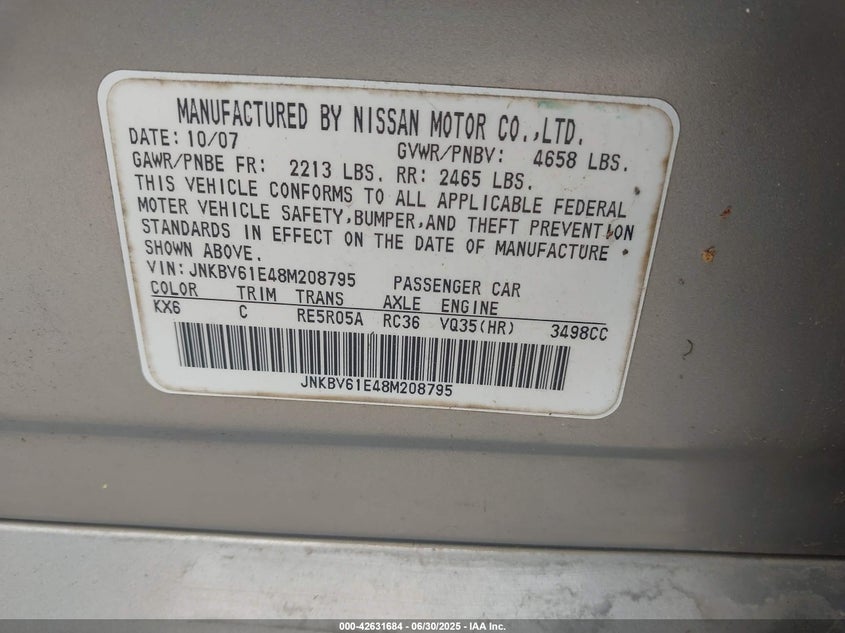 MANUFACTURED BY NISSAN MOTOR CO.,LTD.
DATE: 10/07 GVWR/PNBV: 4658 LBS.
GAWR/PNBE FR: 2213 LBS. RR: 2465 LBS.
THIS VEHICLE CONFORMS TO ALL APPLICABLE FEDERAL
MOTER VEHICLE SAFETY,BUMPER,AND THEFT PREVENTION
STANDARDS IN EFFECT ON THE DATE OF MANUFACTURE
SHOWN ABOVE.
VIN: JNKBV61E48M208795 PASSENGER CAR
COLOR TRIM TRANS AXLE ENGINE
KX6 C RE5R05A RC36 VQ35(HR) 3498CC
JNKBV61E48M208795
000-42631684 - 06/30/2025 - IAA Inc.